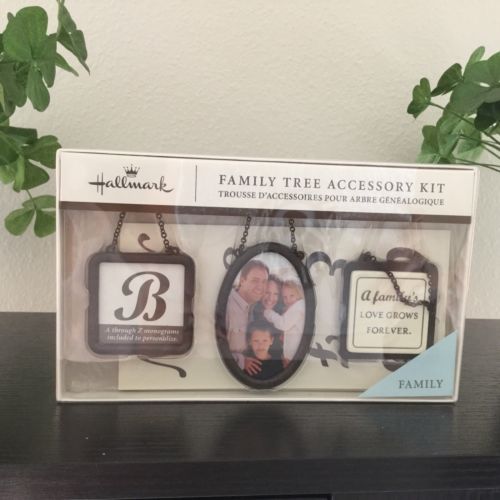 Hallmark
FAMILY TREE ACCESSORY KIT
TROUSSE D'ACCESSOIRES POUR ARBRE GÉNÉALOGIQUE
B
A through Z monograms
included to personalize.
A family's
LOVE GROWS
FOREVER.
FAMILY